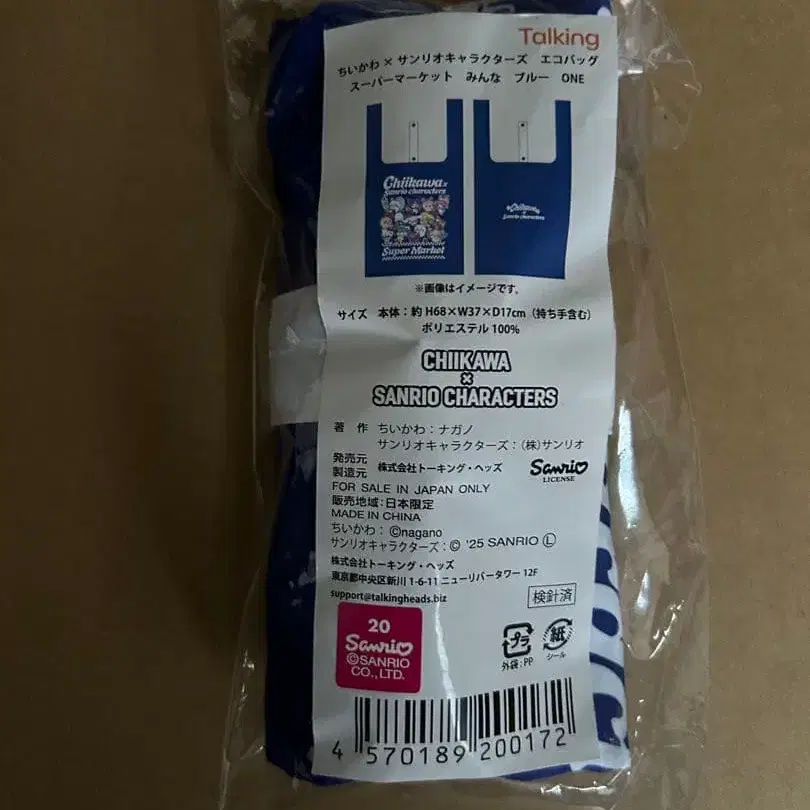 Talking
ちいかわ×サンリオキャラクターズ エコバッグ
スーパーマーケット みんな ブルー ONE
Chiikawa×
Sanrio characters
Super Market
Chiikawa
×
Sanrio characters
※画像はイメージです。
サイズ 本体：約 H68×W37×D17cm（持ち手含む）
ポリエステル 100%
CHIIKAWA
×
SANRIO CHARACTERS
著 作 ちいかわ：ナガノ
サンリオキャラクターズ：(株)サンリオ
発売元
製造元 株式会社トーキング・ヘッズ
Sanrio
LICENSE
FOR SALE IN JAPAN ONLY
販売地域：日本限定
MADE IN CHINA
ちいかわ：©nagano
サンリオキャラクターズ：© '25 SANRIO Ⓛ
株式会社トーキング・ヘッズ
東京都中央区新川 1-6-11 ニューリバータワー 12F
support@talkingheads.biz
検針済
20
Sanrio
©SANRIO
CO., LTD.
プラ
外袋：PP
紙
シール
4 570189 200172